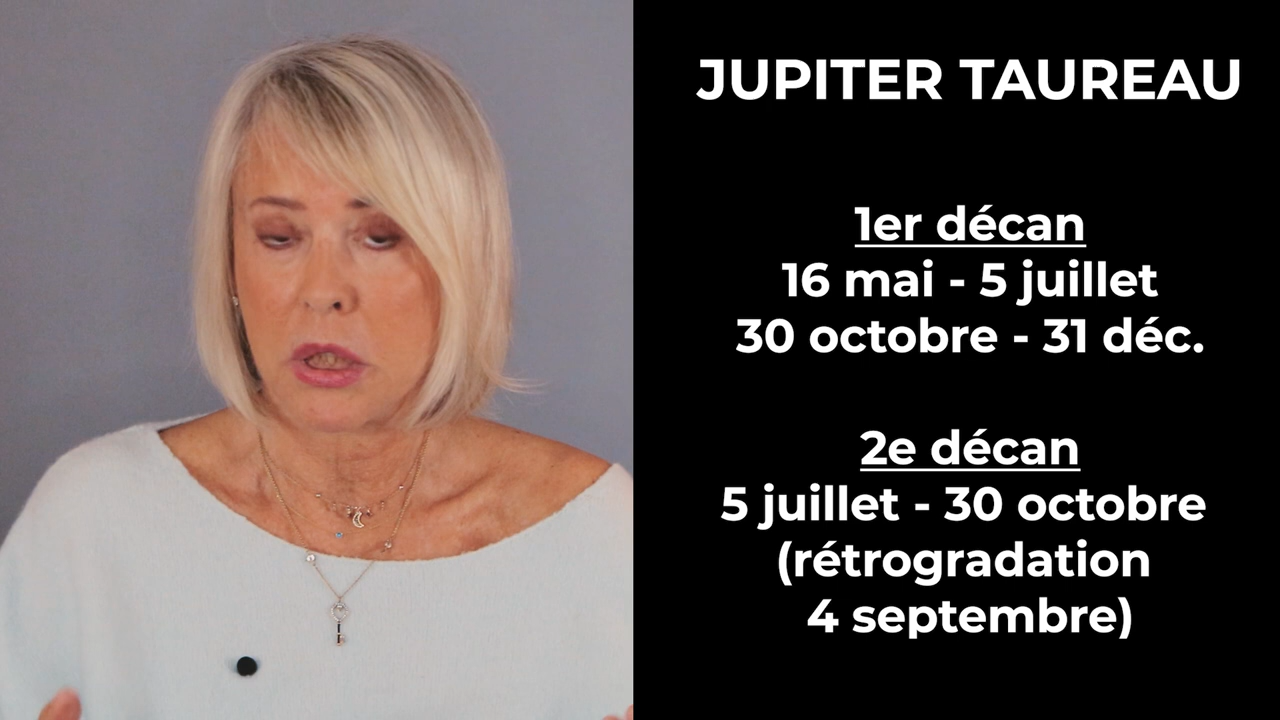 JUPITER TAUREAU
1er décan
16 mai - 5 juillet
30 octobre - 31 déc.
2e décan
5 juillet - 30 octobre
(rétrogradation
4 septembre)